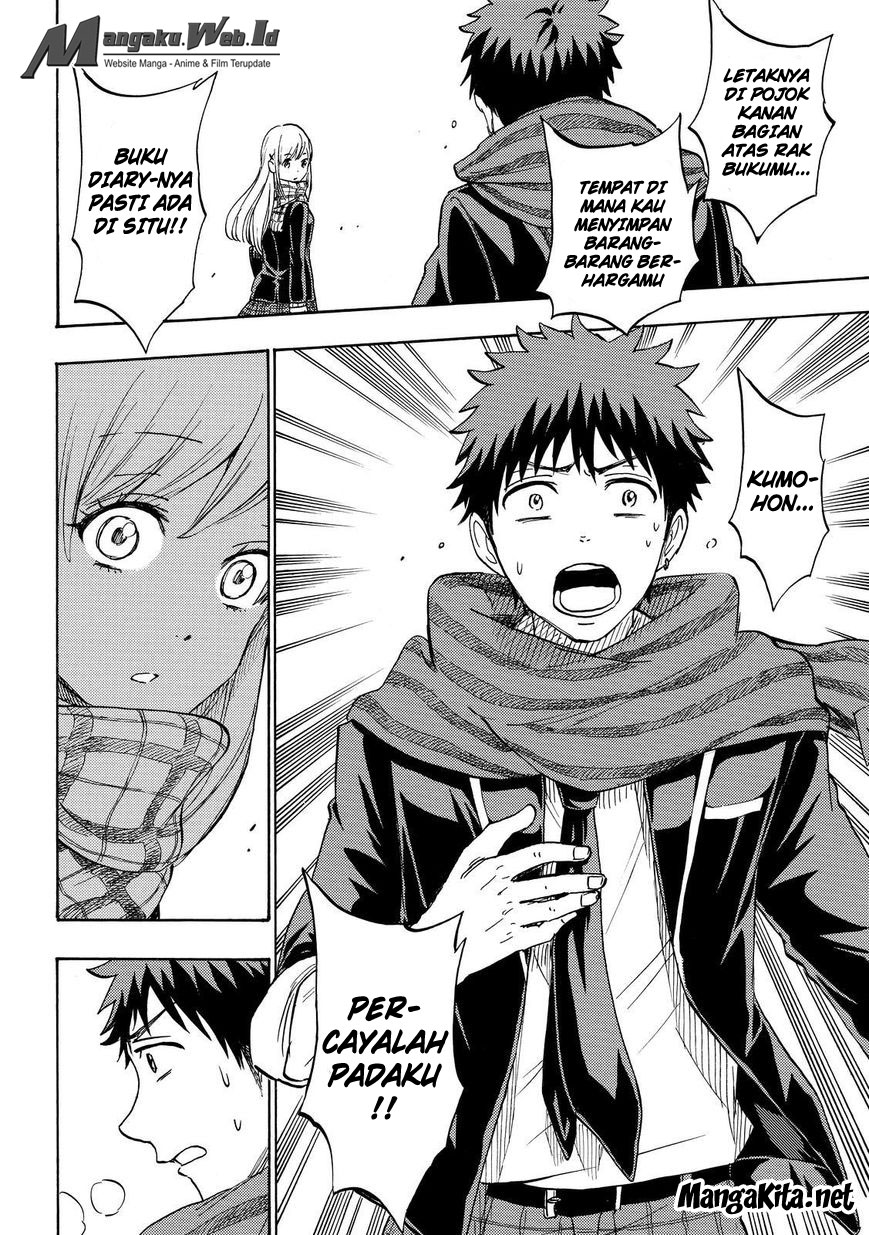 Mangaku.Web.Id
Website Manga - Anime & Film Terupdate
LETAKNYA
DI POJOK
KANAN
BAGIAN
ATAS RAK
BUKUMU...
TEMPAT DI
MANA KAU
MENYIMPAN
BARANG-
BARANG BER-
HARGAMU
BUKU
DIARY-NYA
PASTI ADA
DI SITU!!
KUMO-
HON...
PER-
CAYALAH
PADAKU
!!
MangaKita.net